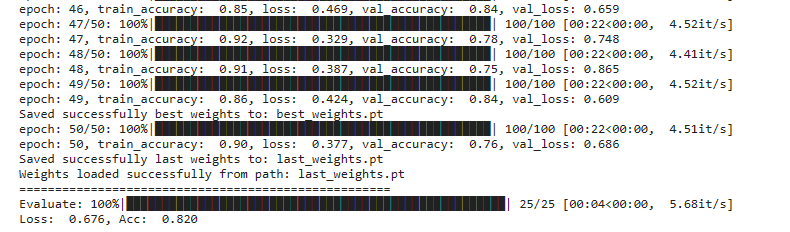 epoch: 46, train_accuracy:  0.85, loss:  0.469, val_accuracy:  0.84, val_loss: 0.659
epoch: 47/50: 100%| | 100/100 [00:22<00:00,  4.52it/s]
epoch: 47, train_accuracy:  0.92, loss:  0.329, val_accuracy:  0.78, val_loss: 0.748
epoch: 48/50: 100%| | 100/100 [00:22<00:00,  4.41it/s]
epoch: 48, train_accuracy:  0.91, loss:  0.387, val_accuracy:  0.75, val_loss: 0.865
epoch: 49/50: 100%| | 100/100 [00:22<00:00,  4.52it/s]
epoch: 49, train_accuracy:  0.86, loss:  0.424, val_accuracy:  0.84, val_loss: 0.609
Saved successfully best weights to: best_weights.pt
epoch: 50/50: 100%| | 100/100 [00:22<00:00,  4.51it/s]
epoch: 50, train_accuracy:  0.90, loss:  0.377, val_accuracy:  0.76, val_loss: 0.686
Saved successfully last weights to: last_weights.pt
Weights loaded successfully from path: last_weights.pt
====================================================
Evaluate: 100%| | 25/25 [00:04<00:00,  5.68it/s]
Loss:  0.676, Acc:  0.820